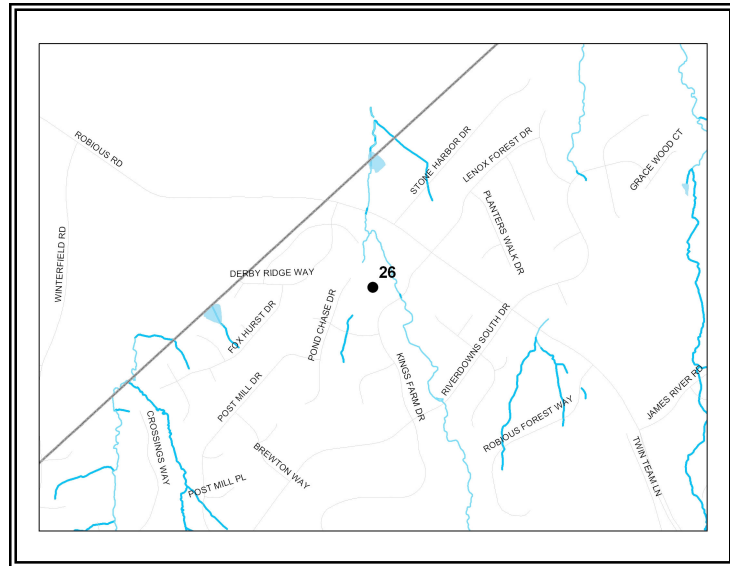 ROBIOUS RD
STONE HARBOR DR
LENOX FOREST DR
GRACE WOOD CT
WINTERFIELD RD
PLANTERS WALK DR
DERBY RIDGE WAY
26
FOX HURST DR
POND CHASE DR
RIVERDOWNS SOUTH DR
KINGS FARM DR
POST MILL DR
JAMES RIVER RD
CROSSINGS WAY
BREWTON WAY
ROBIOUS FOREST WAY
POST MILL PL
TWIN TEAM LN